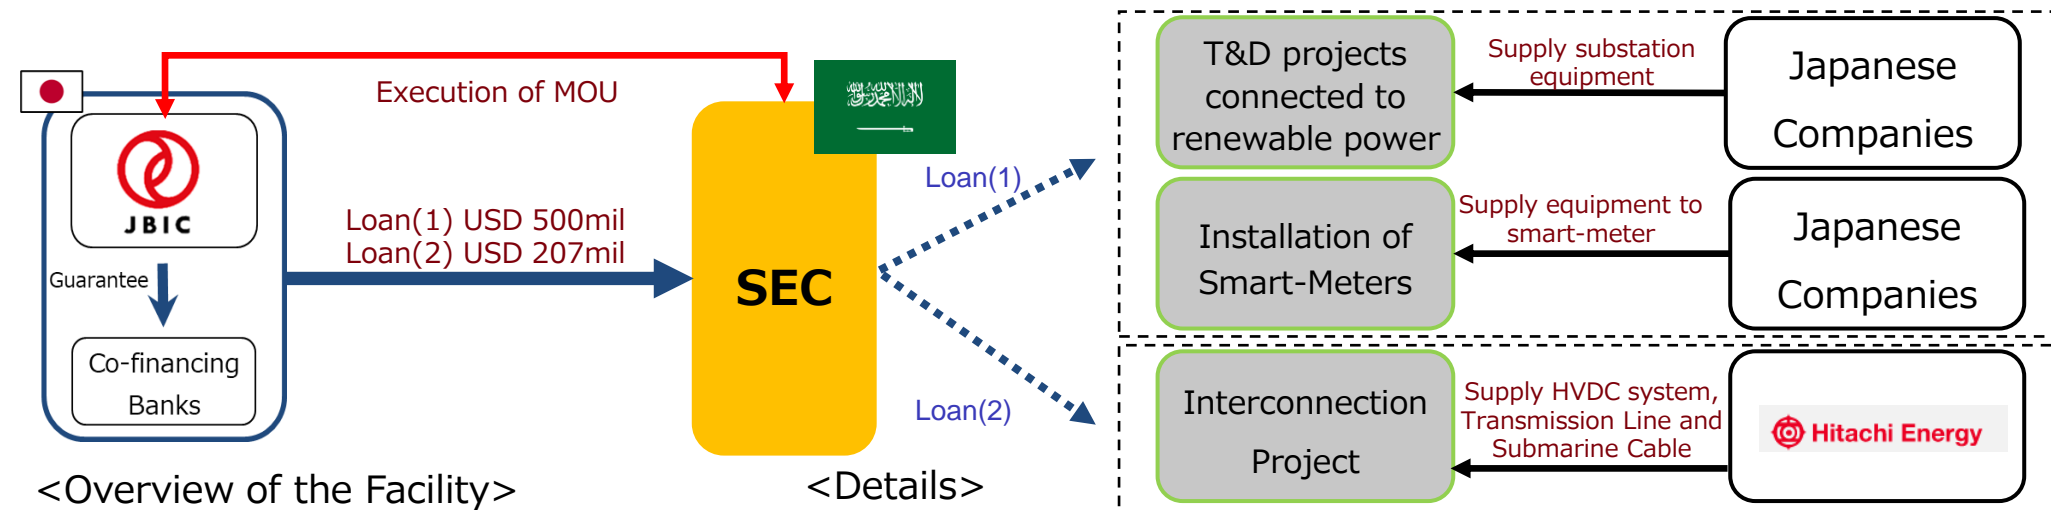 Execution of MOU
JBIC
Guarantee
Co-financing
Banks
Loan(1) USD 500mil
Loan(2) USD 207mil
SEC
Loan(1)
Loan(2)
T&D projects
connected to
renewable power
Supply substation
equipment
Japanese
Companies
Installation of
Smart-Meters
Supply equipment to
smart-meter
Japanese
Companies
Interconnection
Project
Supply HVDC system,
Transmission Line and
Submarine Cable
Hitachi Energy
<Overview of the Facility>
<Details>